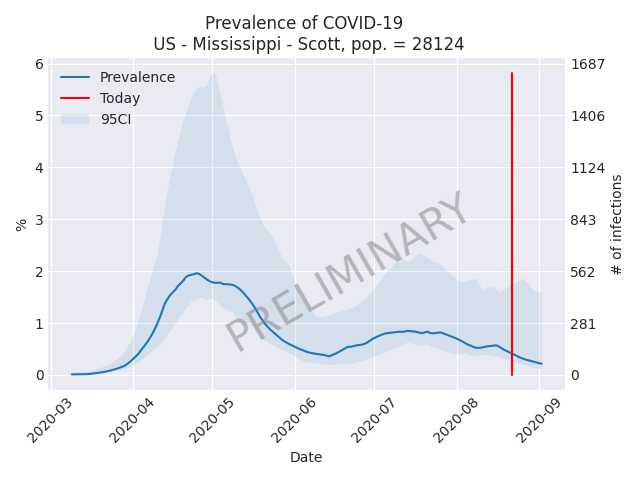 Prevalence of COVID-19
US - Mississippi - Scott, pop. = 28124
Prevalence
Today
95CI
PRELIMINARY
%
6
5
4
3
2
1
0
1687
1406
1124
843
562
281
0
# of infections
2020-03
2020-04
2020-05
2020-06
2020-07
2020-08
2020-09
Date